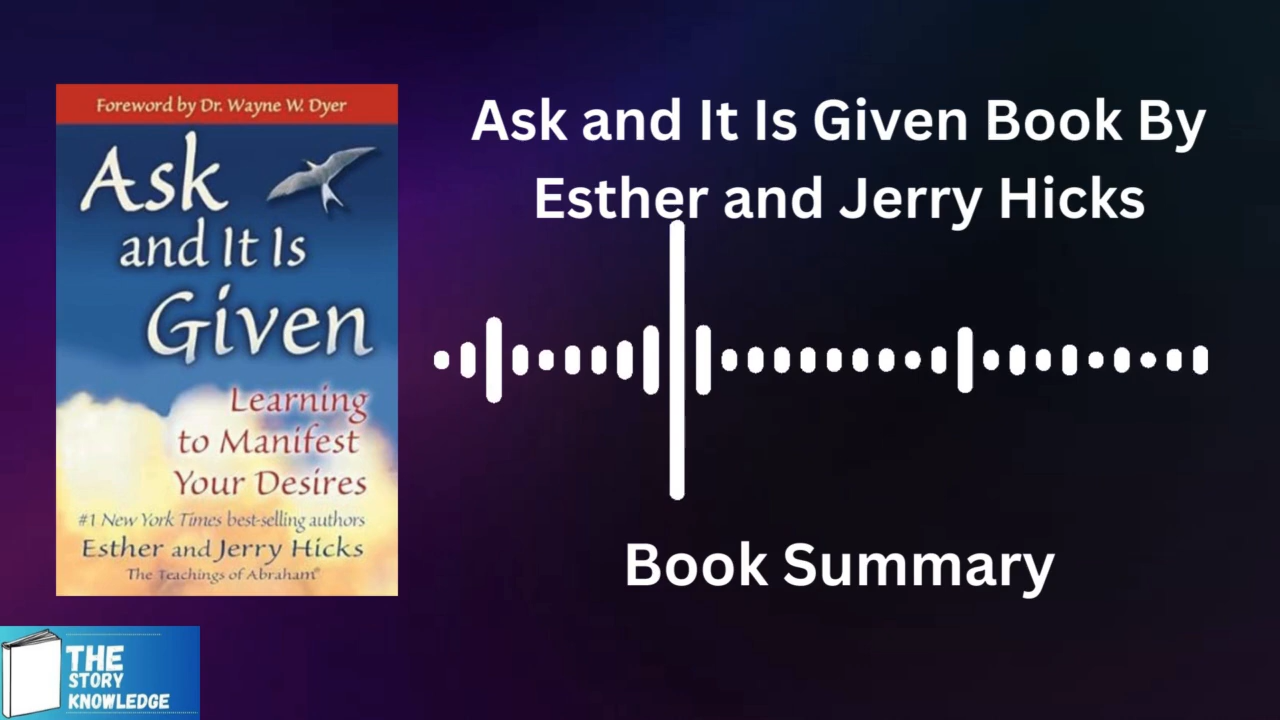 Foreword by Dr. Wayne W. Dyer
Ask
and It Is
Given
Learning
to Manifest
Your Desires
#1 New York Times best-selling authors
Esther and Jerry Hicks
The Teachings of Abraham®
Ask and It Is Given Book By
Esther and Jerry Hicks
Book Summary
THE
STORY
KNOWLEDGE